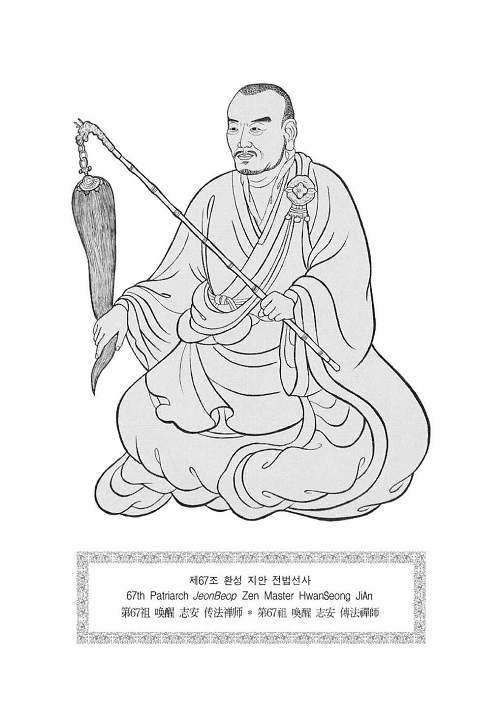 제67조 환성 지안 전법선사
67th Patriarch JeonBeop Zen Master HwanSeong JiAn
第67祖 喚醒 志安 传法禅师 * 第67祖 喚醒 志安 傳法禪師